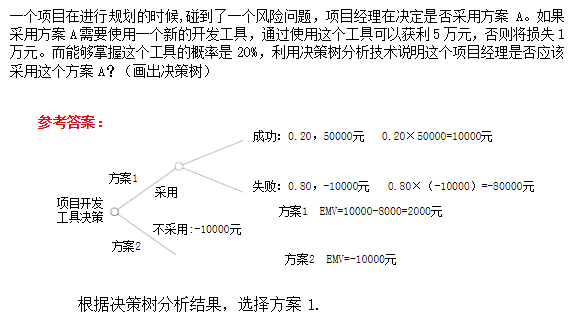 一个项目在进行规划的时候,碰到了一个风险问题，项目经理在决定是否采用方案 A。如果
采用方案 A 需要使用一个新的开发工具，通过使用这个工具可以获利 5 万元，否则将损失 1
万元。而能够掌握这个工具的概率是 20%，利用决策树分析技术说明这个项目经理是否应该
采用这个方案 A？（画出决策树）
参考答案：
成功：0.20，50000元 0.20×50000=10000元
方案1
采用
失败：0.80，-10000元 0.80×（-10000）=-80000元
项目开发
工具决策
方案1 EMV=10000-8000=2000元
不采用:-10000元
方案2
方案2 EMV=-10000元
根据决策树分析结果，选择方案 1.